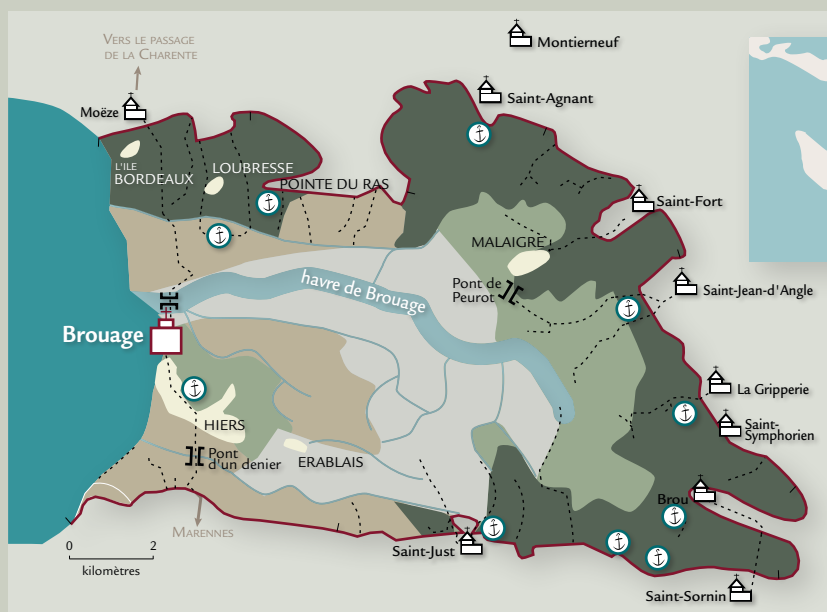 Vers le passage
de la Charente
Montierneuf
Moëze
Saint-Agnant
L'ILE
BORDEAUX
LOUBRESSE
POINTE DU RAS
Saint-Fort
MALAIGRE
havre de Brouage
Pont de
Peurot
Saint-Jean-d'Angle
Brouage
La Gripperie
HIERS
Saint-
Symphorien
Pont
d'un denier
ERABLAIS
Brou
Marennes
0 2
kilomètres
Saint-Just
Saint-Sornin